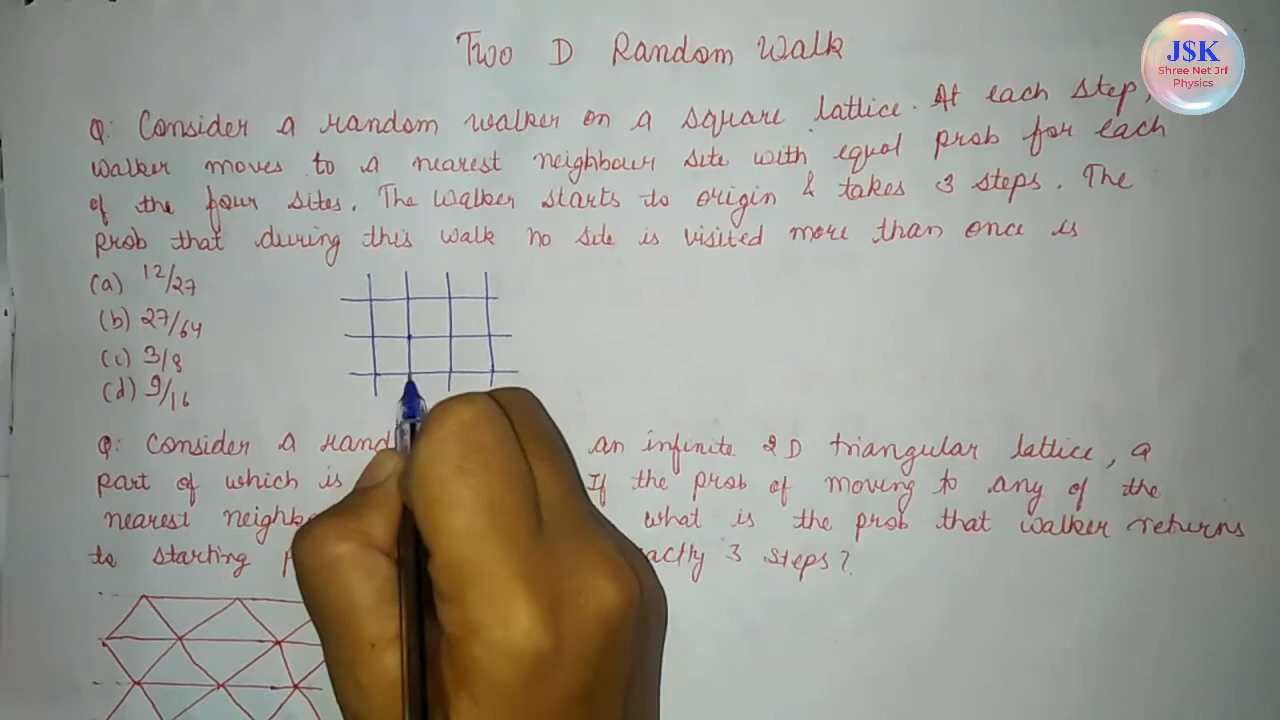 Two D Random Walk
J$K
Shree Net Jrf
Physics
Q: Consider a random walker on a square lattice. At each step,
walker moves to a nearest neighbour site with equal prob for each
of the four sites. The walker starts to origin & takes 3 steps. The
prob that during this walk no site is visited more than once is
(a) 12/27
(b) 27/64
(c) 3/8
(d) 9/16
Q: Consider a an infinite 2D triangular lattice, a
part of which is If the prob of moving to any of the
nearest what is the prob that walker returns
to starting 3 steps?